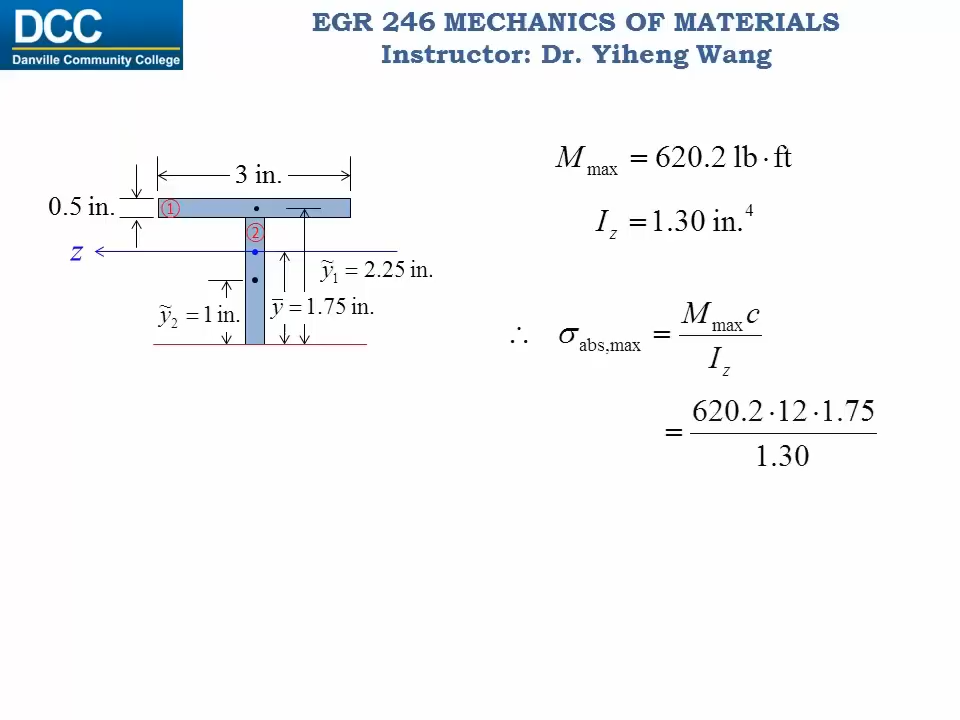 DCC
Danville Community College
EGR 246 MECHANICS OF MATERIALS
Instructor: Dr. Yiheng Wang
3 in.
0.5 in.
①
②
z
ỹ₁ = 2.25 in.
ỹ₂ = 1 in.
y̅ = 1.75 in.
M max = 620.2 lb·ft
I z = 1.30 in.⁴
∴ σ abs,max = M max c / I z
= 620.2·12·1.75 / 1.30